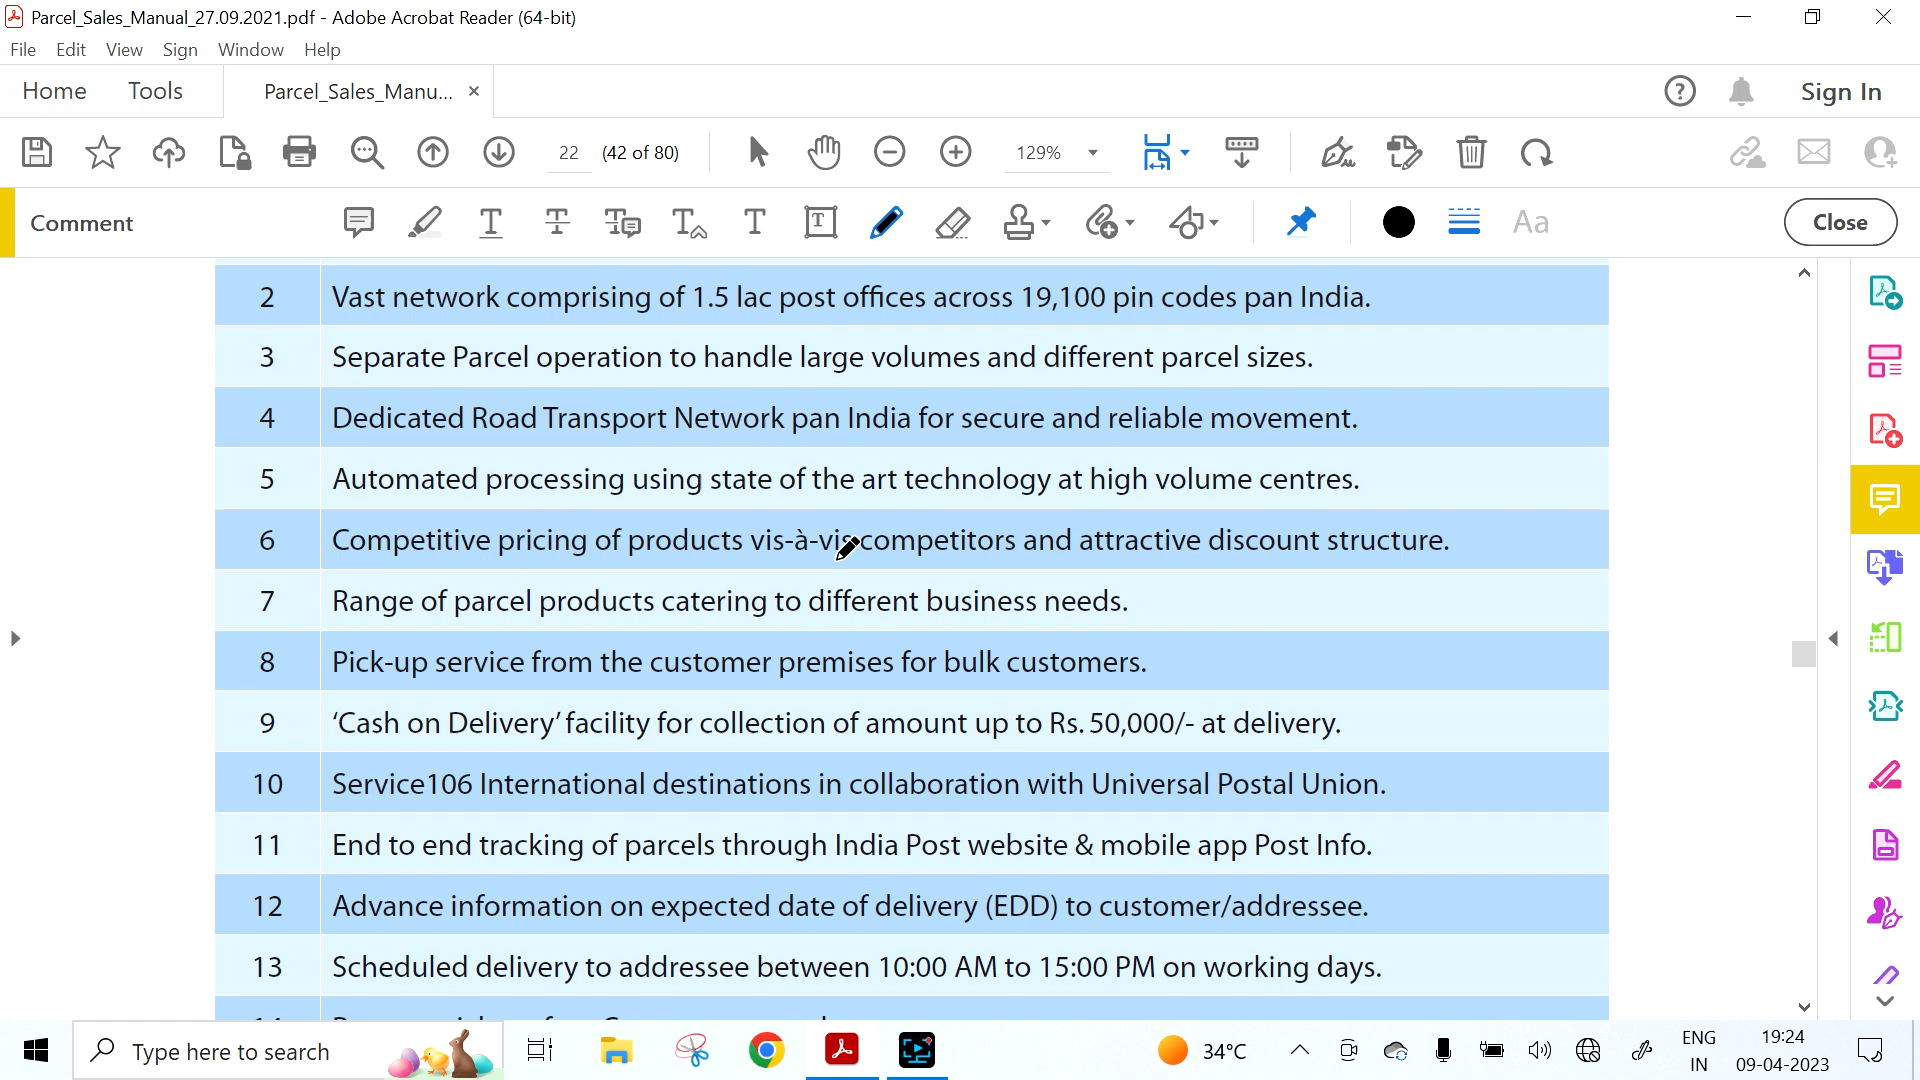 Parcel_Sales_Manual_27.09.2021.pdf - Adobe Acrobat Reader (64-bit)
File Edit View Sign Window Help
Home Tools Parcel_Sales_Manu... × Sign In
22 (42 of 80) 129%
Comment Aa Close
2 Vast network comprising of 1.5 lac post offices across 19,100 pin codes pan India.
3 Separate Parcel operation to handle large volumes and different parcel sizes.
4 Dedicated Road Transport Network pan India for secure and reliable movement.
5 Automated processing using state of the art technology at high volume centres.
6 Competitive pricing of products vis-à-vis competitors and attractive discount structure.
7 Range of parcel products catering to different business needs.
8 Pick-up service from the customer premises for bulk customers.
9 ‘Cash on Delivery’ facility for collection of amount up to Rs. 50,000/- at delivery.
10 Service106 International destinations in collaboration with Universal Postal Union.
11 End to end tracking of parcels through India Post website & mobile app Post Info.
12 Advance information on expected date of delivery (EDD) to customer/addressee.
13 Scheduled delivery to addressee between 10:00 AM to 15:00 PM on working days.
Type here to search 34°C ENG 19:24
IN 09-04-2023